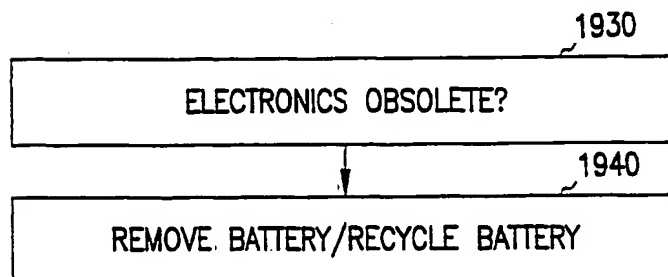 1930
ELECTRONICS OBSOLETE?
1940
REMOVE BATTERY/RECYCLE BATTERY